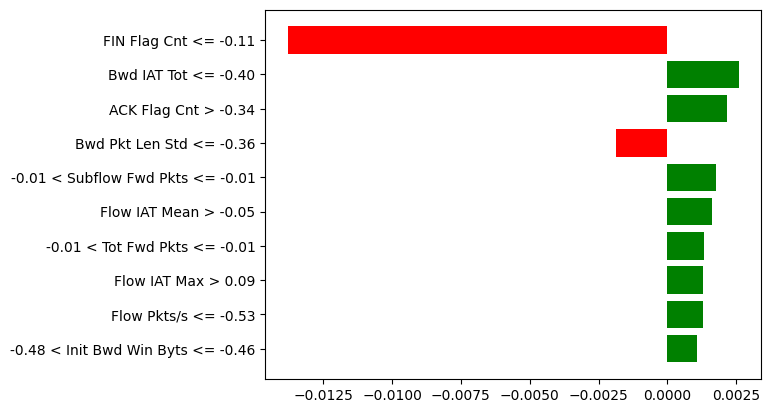 FIN Flag Cnt <= -0.11
Bwd IAT Tot <= -0.40
ACK Flag Cnt > -0.34
Bwd Pkt Len Std <= -0.36
-0.01 < Subflow Fwd Pkts <= -0.01
Flow IAT Mean > -0.05
-0.01 < Tot Fwd Pkts <= -0.01
Flow IAT Max > 0.09
Flow Pkts/s <= -0.53
-0.48 < Init Bwd Win Byts <= -0.46
−0.0125 −0.0100 −0.0075 −0.0050 −0.0025 0.0000 0.0025